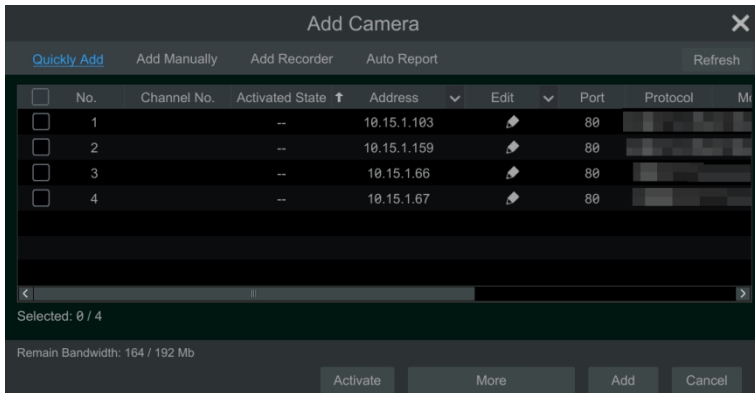 Add Camera
Quickly Add Add Manually Add Recorder Auto Report Refresh
No. Channel No. Activated State Address Edit Port Protocol
1 -- 10.15.1.103 80
2 -- 10.15.1.159 80
3 -- 10.15.1.66 80
4 -- 10.15.1.67 80
Selected: 0 / 4
Remain Bandwidth: 164 / 192 Mb
Activate More Add Cancel